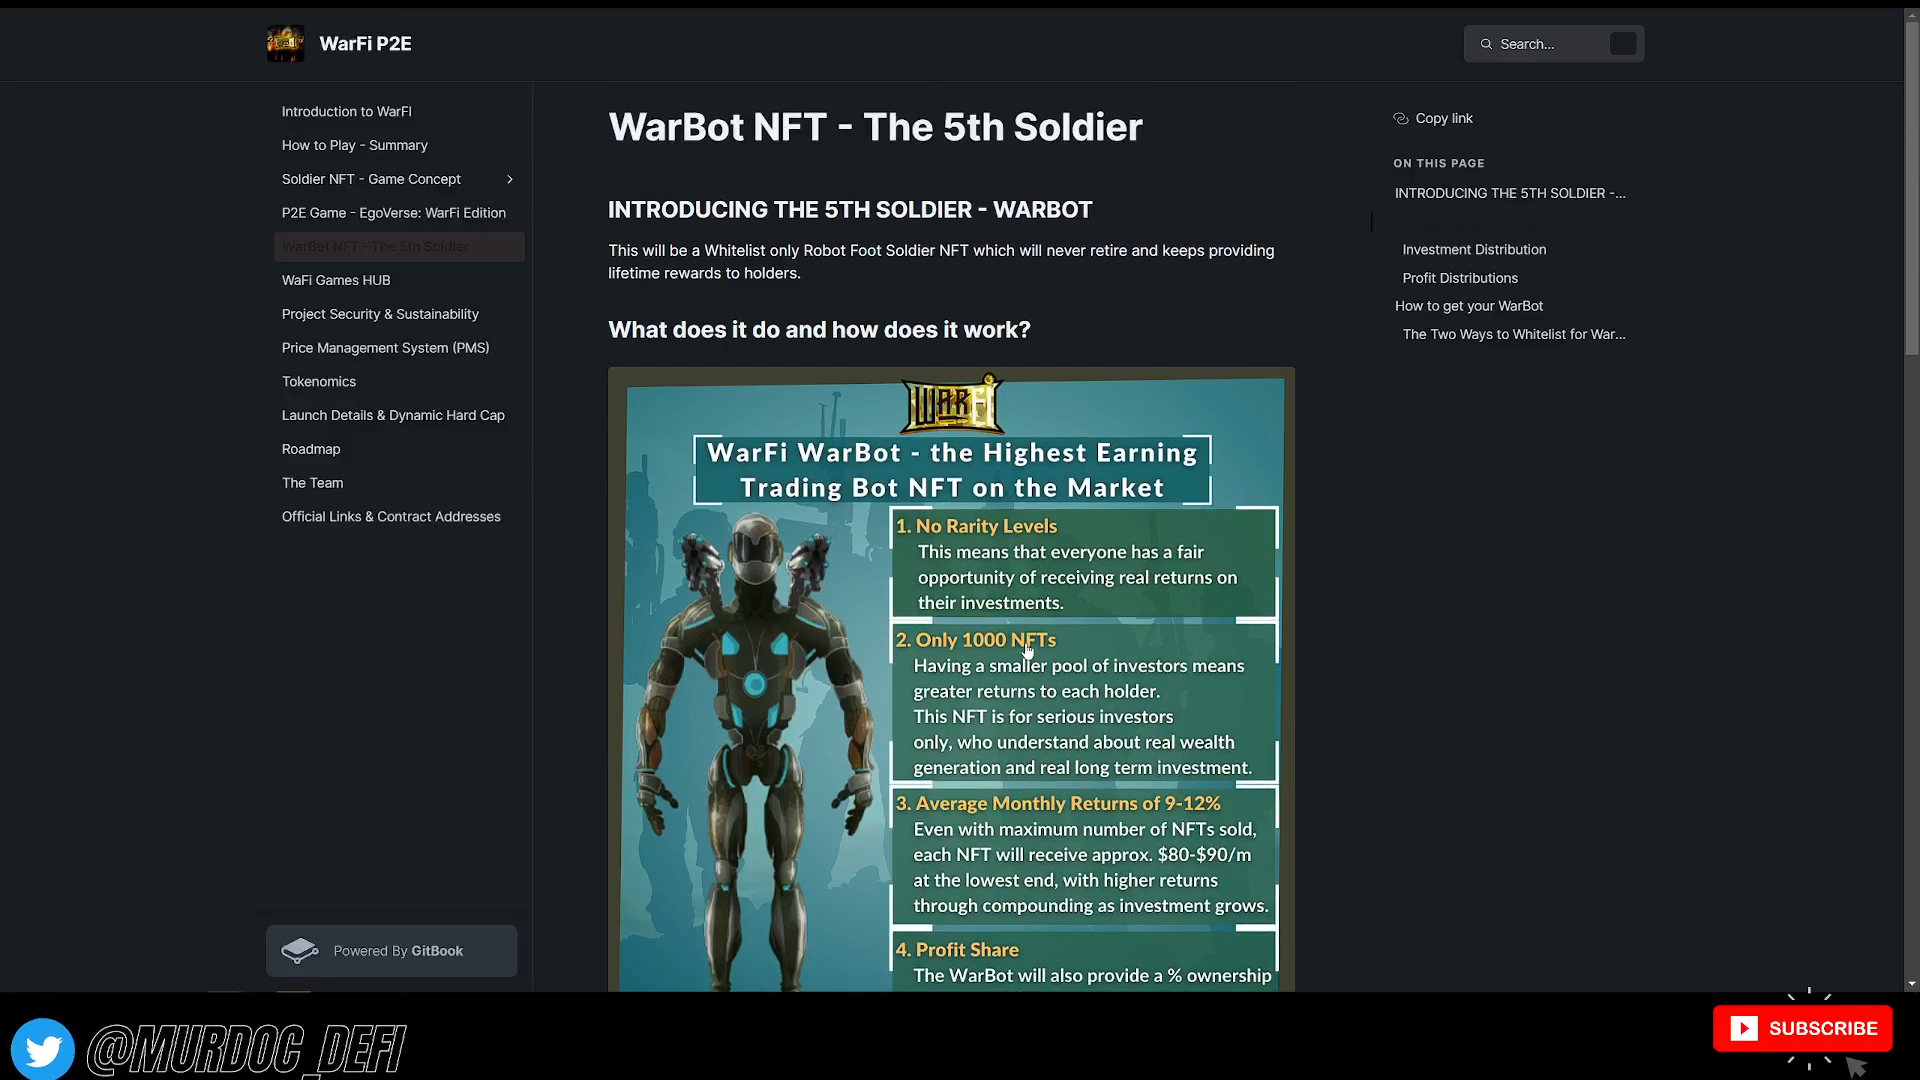 WarFi P2E
Search...
Introduction to WarFI
How to Play - Summary
Soldier NFT - Game Concept
P2E Game - EgoVerse: WarFi Edition
WarBot NFT - The 5th Soldier
WaFi Games HUB
Project Security & Sustainability
Price Management System (PMS)
Tokenomics
Launch Details & Dynamic Hard Cap
Roadmap
The Team
Official Links & Contract Addresses
Powered By GitBook
WarBot NFT - The 5th Soldier
INTRODUCING THE 5TH SOLDIER - WARBOT
This will be a Whitelist only Robot Foot Soldier NFT which will never retire and keeps providing
lifetime rewards to holders.
What does it do and how does it work?
WARFI
WarFi WarBot - the Highest Earning
Trading Bot NFT on the Market
1. No Rarity Levels
This means that everyone has a fair
opportunity of receiving real returns on
their investments.
2. Only 1000 NFTs
Having a smaller pool of investors means
greater returns to each holder.
This NFT is for serious investors
only, who understand about real wealth
generation and real long term investment.
3. Average Monthly Returns of 9-12%
Even with maximum number of NFTs sold,
each NFT will receive approx. $80-$90/m
at the lowest end, with higher returns
through compounding as investment grows.
4. Profit Share
The WarBot will also provide a % ownership
Copy link
ON THIS PAGE
INTRODUCING THE 5TH SOLDIER -...
Investment Distribution
Profit Distributions
How to get your WarBot
The Two Ways to Whitelist for War...
@MURDOC_DEFI
SUBSCRIBE